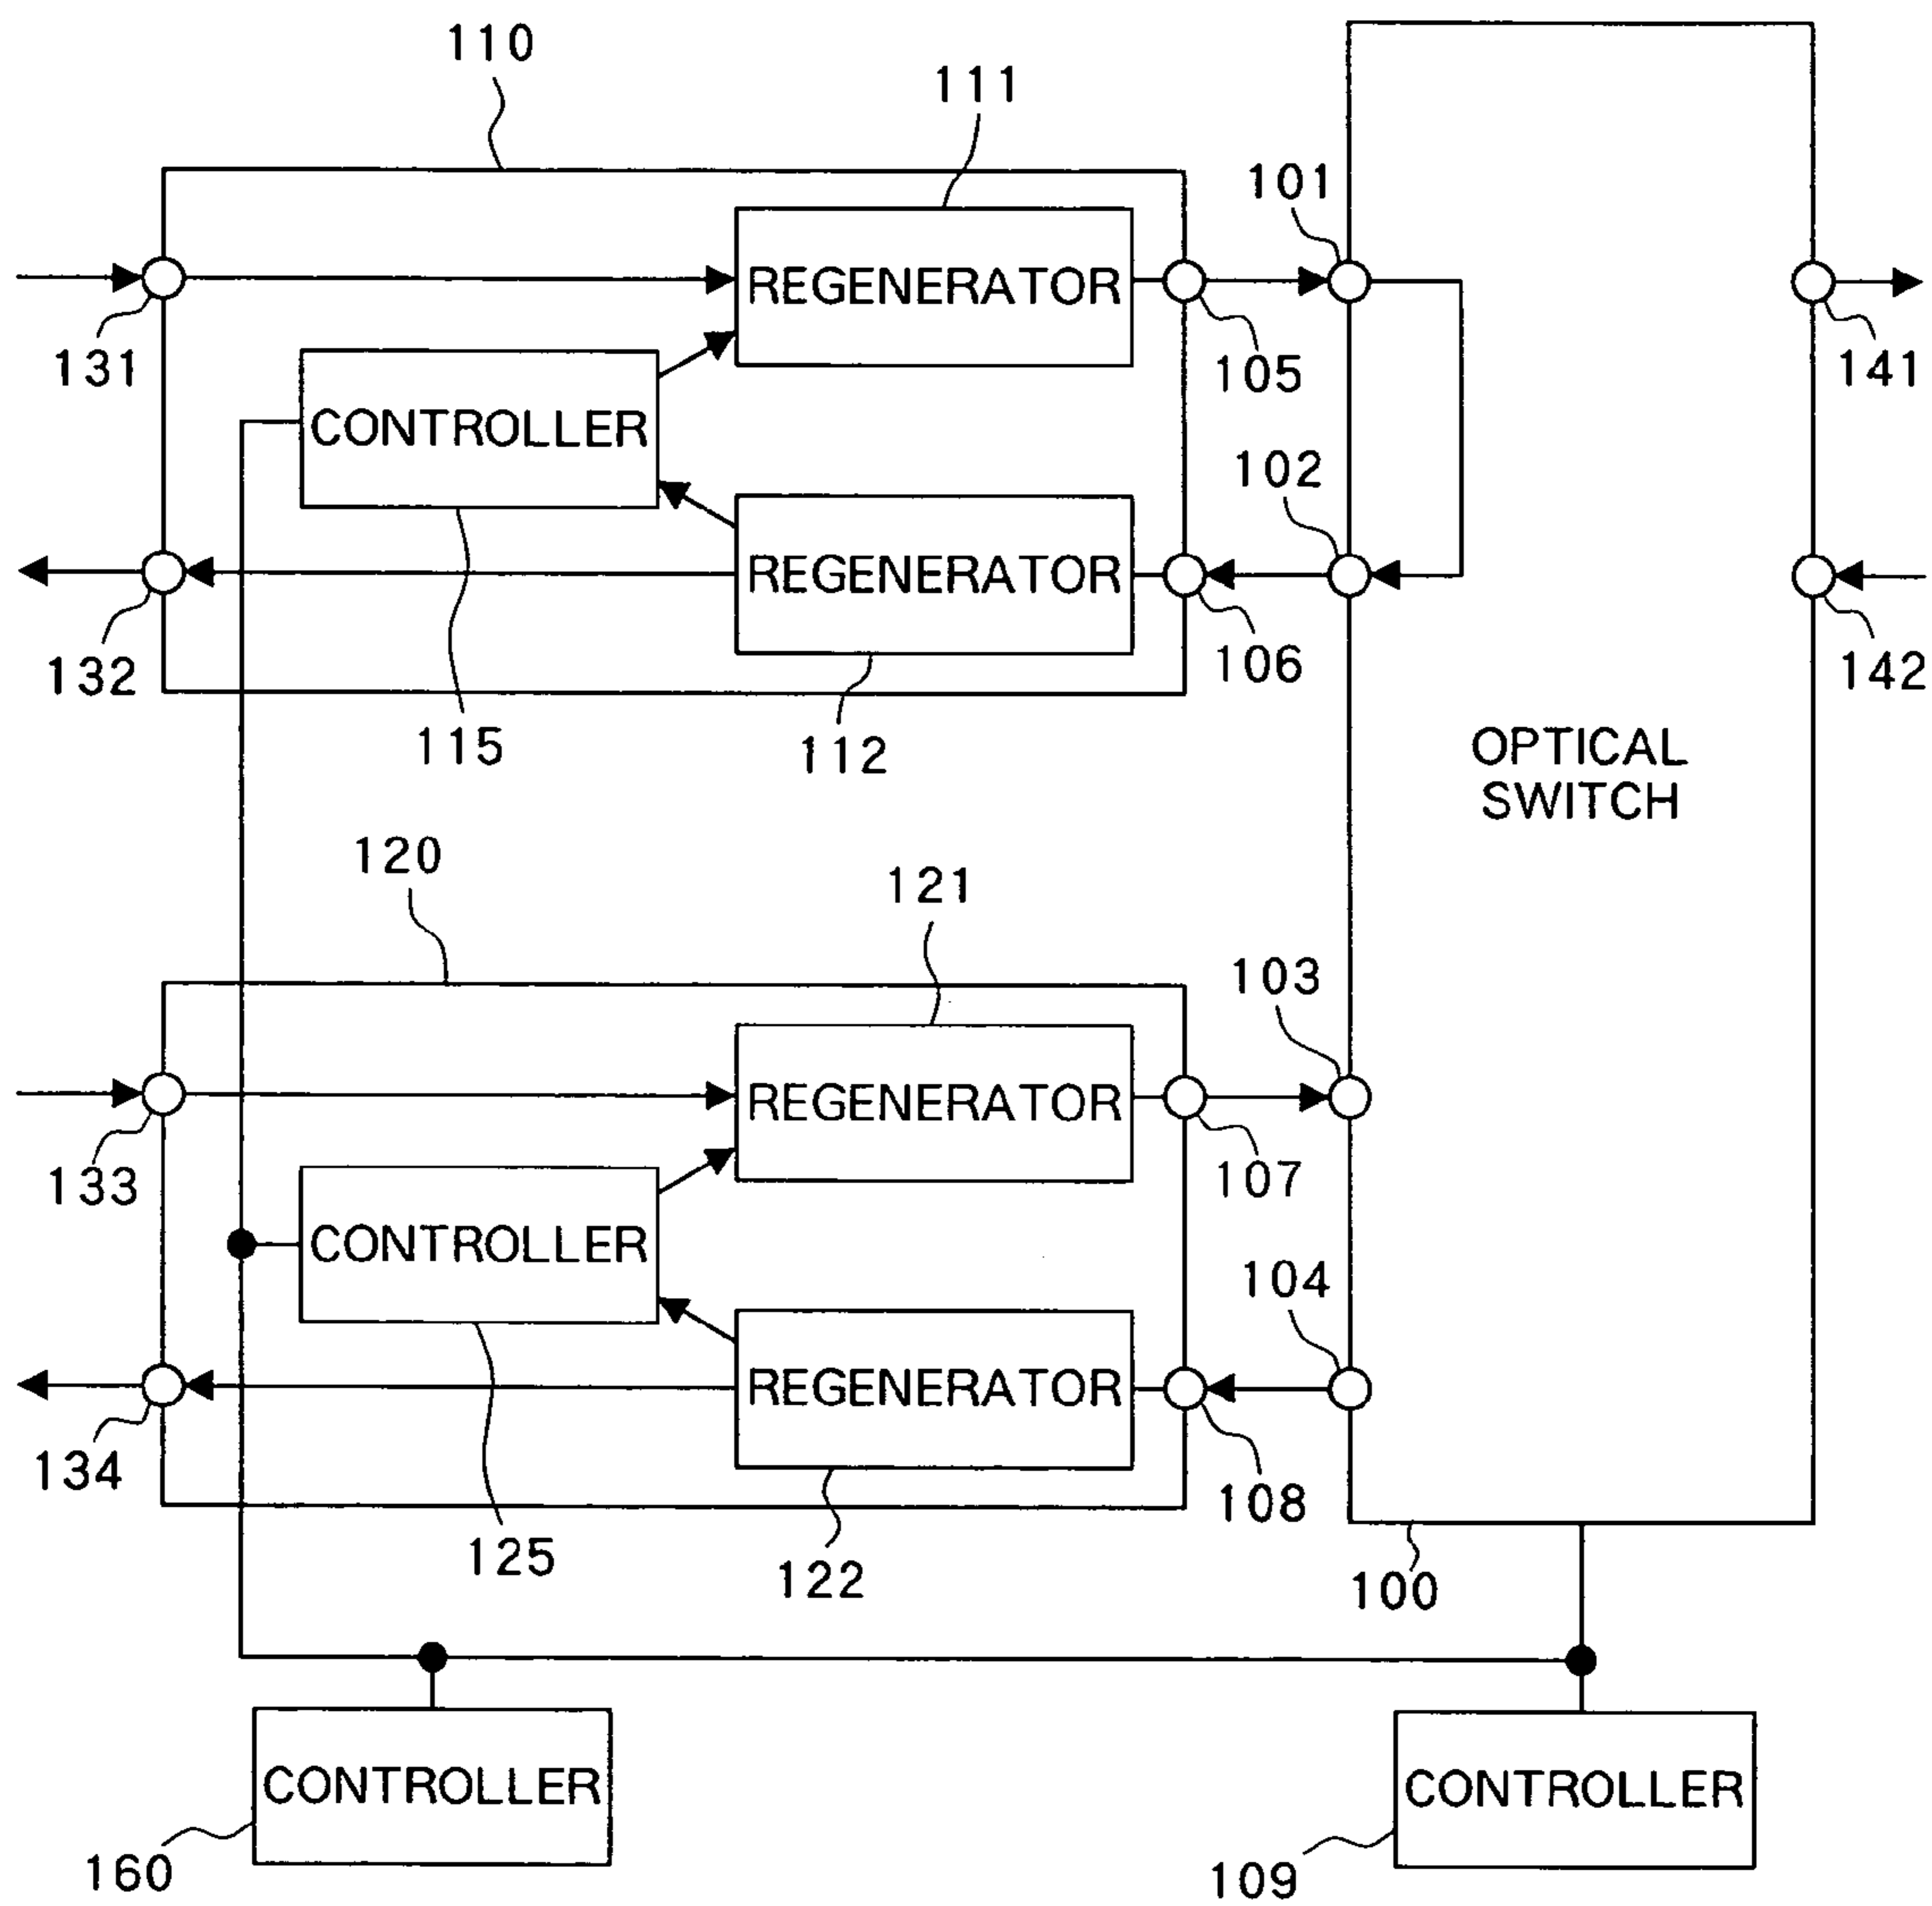 110
111
101
REGENERATOR
131
105
141
CONTROLLER
102
REGENERATOR
132
106
142
115
112
OPTICAL
SWITCH
120
121
103
REGENERATOR
133
107
CONTROLLER
104
REGENERATOR
134
108
125
122
100
CONTROLLER
CONTROLLER
160
109